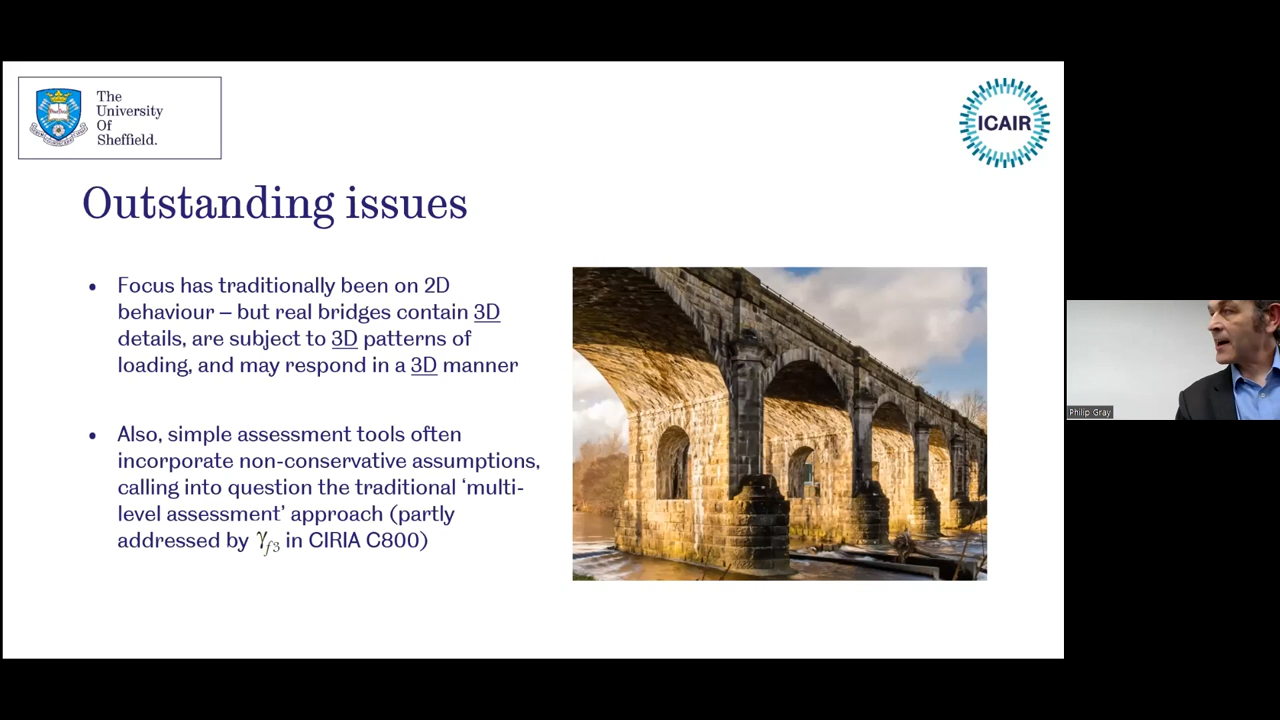 The
University
Of
Sheffield.
ICAIR
Outstanding issues
• Focus has traditionally been on 2D
behaviour – but real bridges contain 3D
details, are subject to 3D patterns of
loading, and may respond in a 3D manner
• Also, simple assessment tools often
incorporate non-conservative assumptions,
calling into question the traditional ‘multi-
level assessment’ approach (partly
addressed by γf3 in CIRIA C800)
Philip Gray